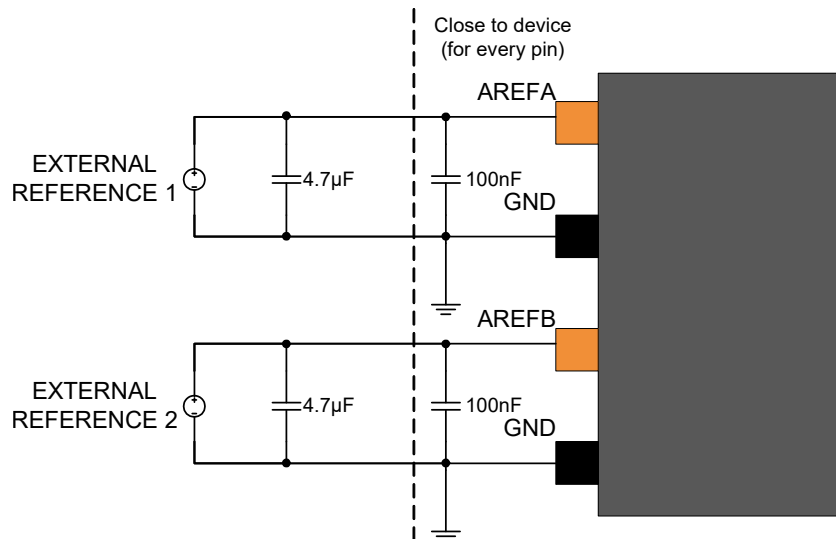 Close to device
(for every pin)
AREFA
EXTERNAL
REFERENCE 1
4.7µF
100nF
GND
AREFB
EXTERNAL
REFERENCE 2
4.7µF
100nF
GND